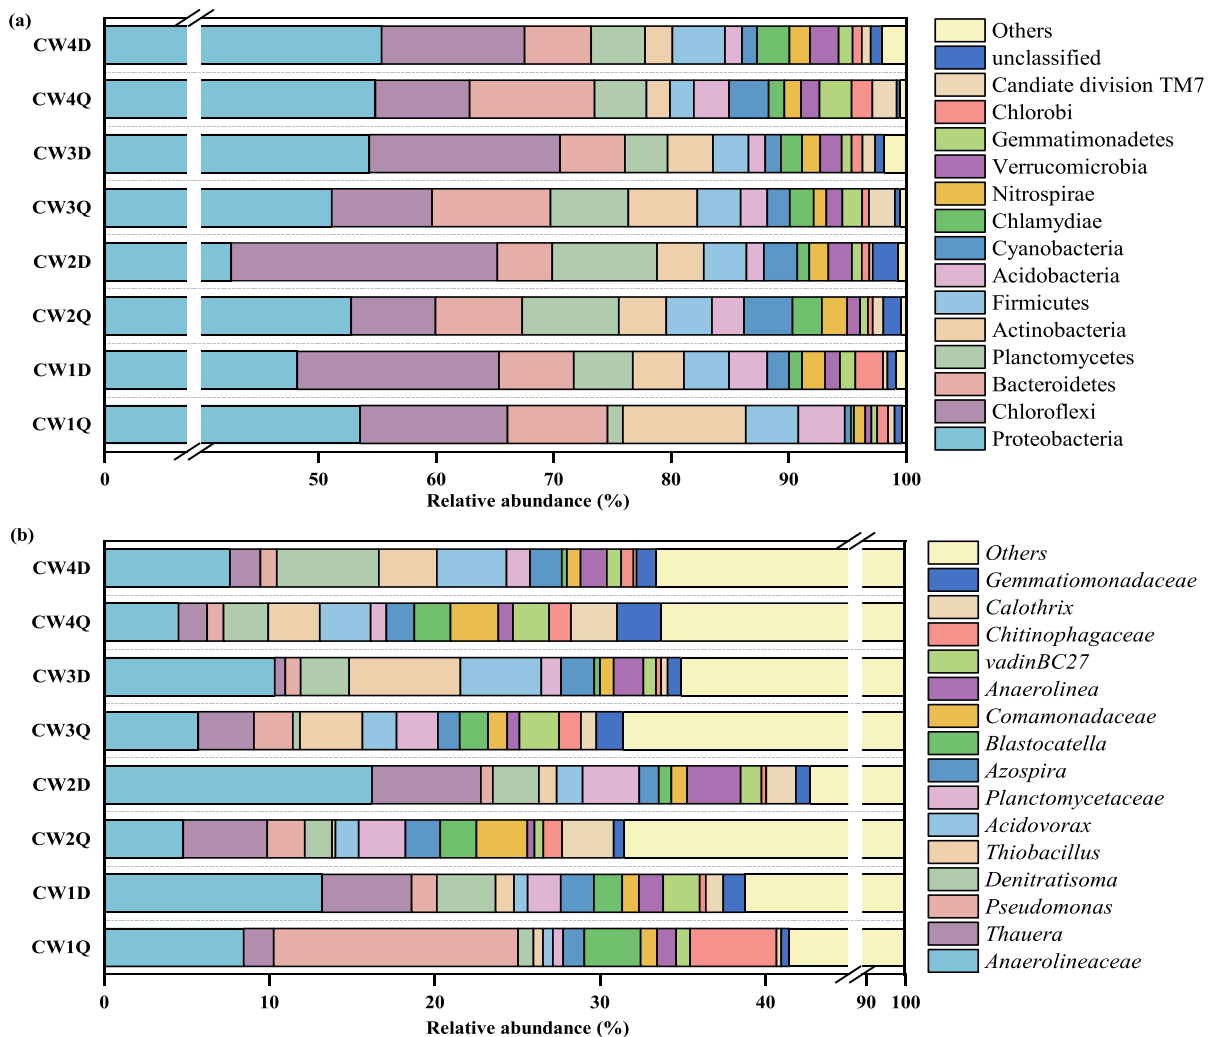 (a)
CW4D
CW4Q
CW3D
CW3Q
CW2D
CW2Q
CW1D
CW1Q
0
50
60
70
80
90
100
Relative abundance (%)
Others
unclassified
Candiate division TM7
Chlorobi
Gemmatimonadetes
Verrucomicrobia
Nitrospirae
Chlamydiae
Cyanobacteria
Acidobacteria
Firmicutes
Actinobacteria
Planctomycetes
Bacteroidetes
Chloroflexi
Proteobacteria
(b)
CW4D
CW4Q
CW3D
CW3Q
CW2D
CW2Q
CW1D
CW1Q
0
10
20
30
40
90
100
Relative abundance (%)
Others
Gemmatiomonadaceae
Calothrix
Chitinophagaceae
vadinBC27
Anaerolinea
Comamonadaceae
Blastocatella
Azospira
Planctomycetaceae
Acidovorax
Thiobacillus
Denitratisoma
Pseudomonas
Thauera
Anaerolineaceae